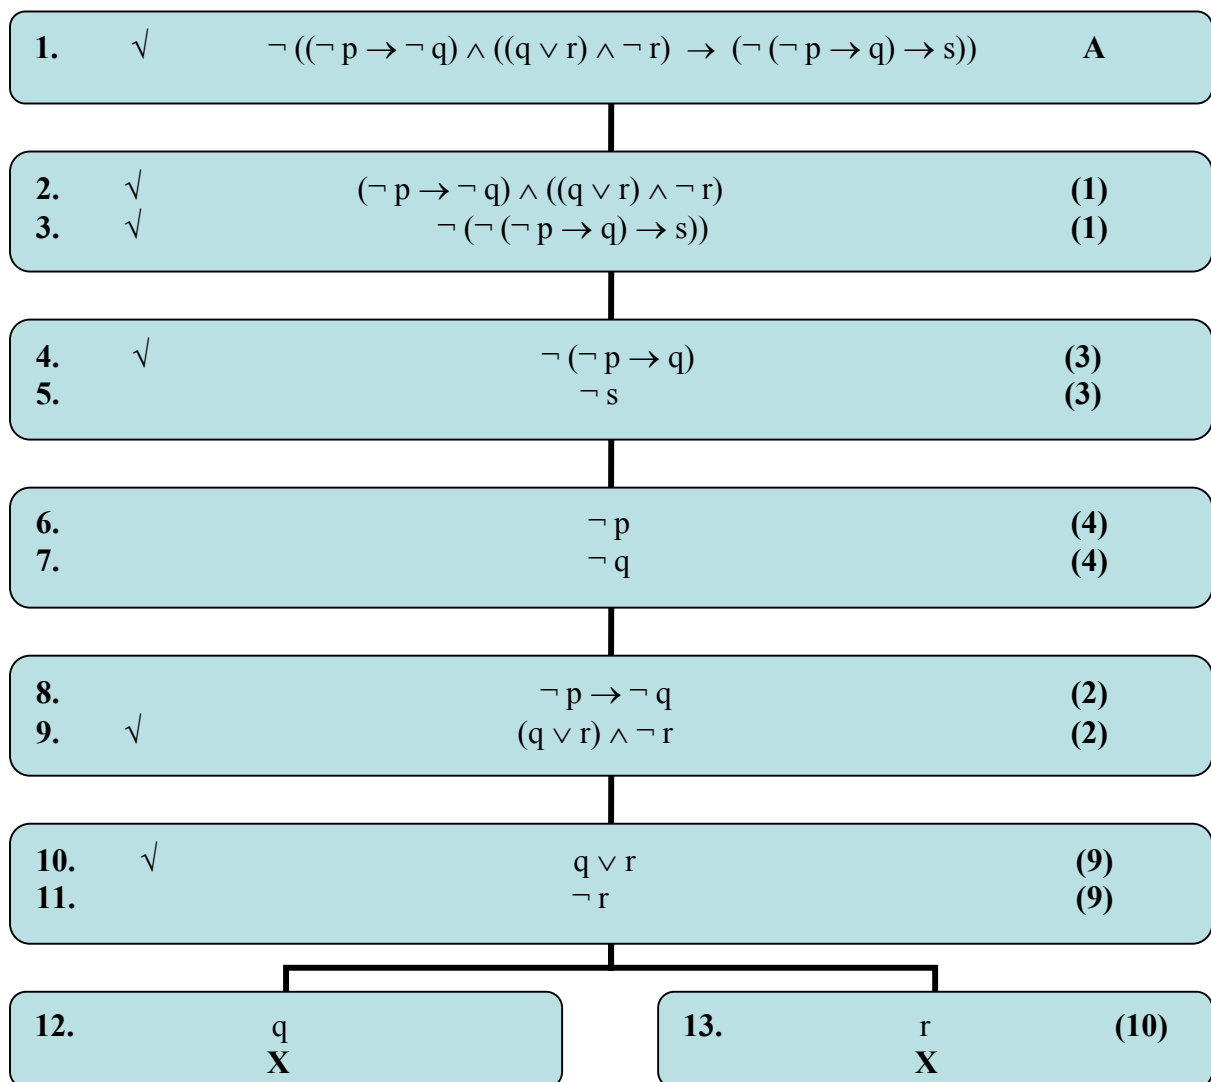 1. √ ¬ ((¬ p → ¬ q) ∧ ((q ∨ r) ∧ ¬ r) → (¬ (¬ p → q) → s)) A
2. √ (¬ p → ¬ q) ∧ ((q ∨ r) ∧ ¬ r) (1)
3. √ ¬ (¬ (¬ p → q) → s)) (1)
4. √ ¬ (¬ p → q) (3)
5. ¬ s (3)
6. ¬ p (4)
7. ¬ q (4)
8. ¬ p → ¬ q (2)
9. √ (q ∨ r) ∧ ¬ r (2)
10. √ q ∨ r (9)
11. ¬ r (9)
12. q
X
13. r (10)
X